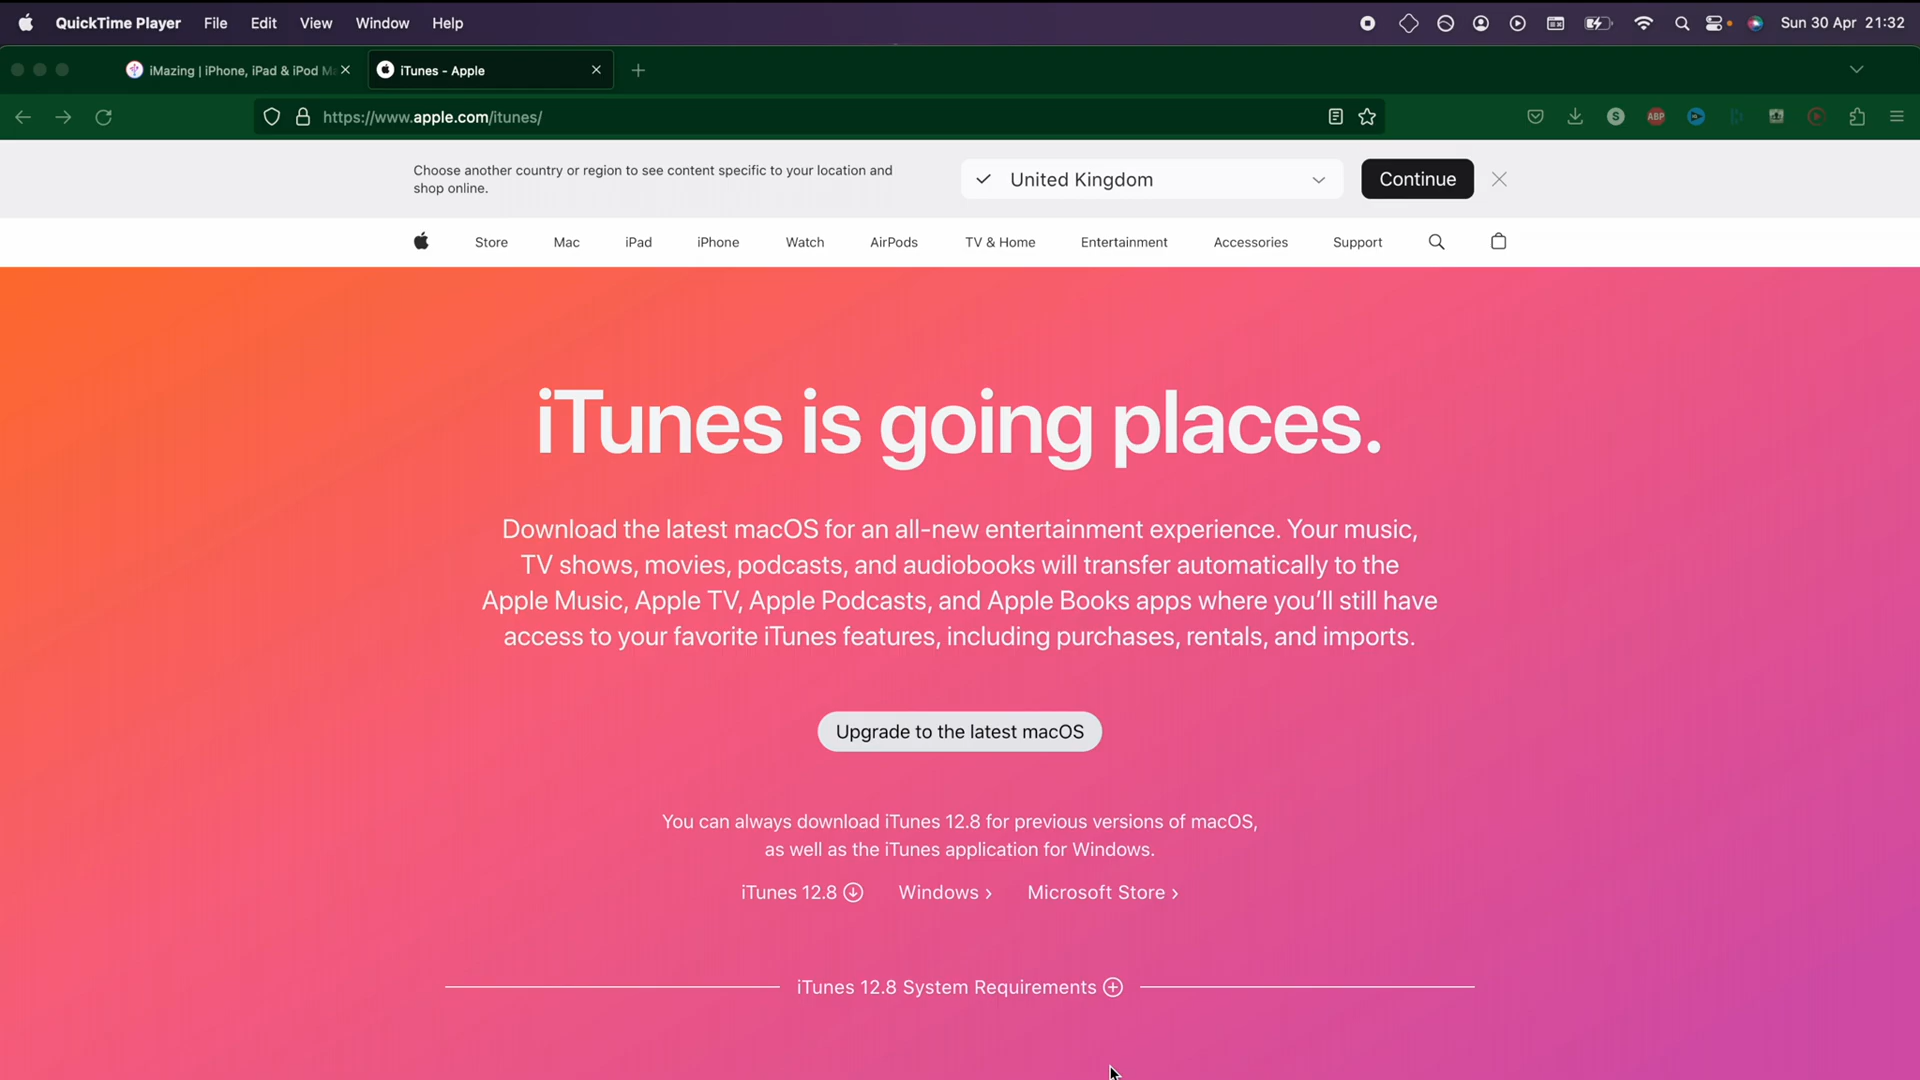 QuickTime Player File Edit View Window Help Sun 30 Apr 21:32
iMazing | iPhone, iPad & iPod M iTunes - Apple
https://www.apple.com/itunes/ S ABP
Choose another country or region to see content specific to your location and
shop online.
United Kingdom Continue
Store Mac iPad iPhone Watch AirPods TV & Home Entertainment Accessories Support
iTunes is going places.
Download the latest macOS for an all-new entertainment experience. Your music,
TV shows, movies, podcasts, and audiobooks will transfer automatically to the
Apple Music, Apple TV, Apple Podcasts, and Apple Books apps where you’ll still have
access to your favorite iTunes features, including purchases, rentals, and imports.
Upgrade to the latest macOS
You can always download iTunes 12.8 for previous versions of macOS,
as well as the iTunes application for Windows.
iTunes 12.8 Windows › Microsoft Store ›
iTunes 12.8 System Requirements